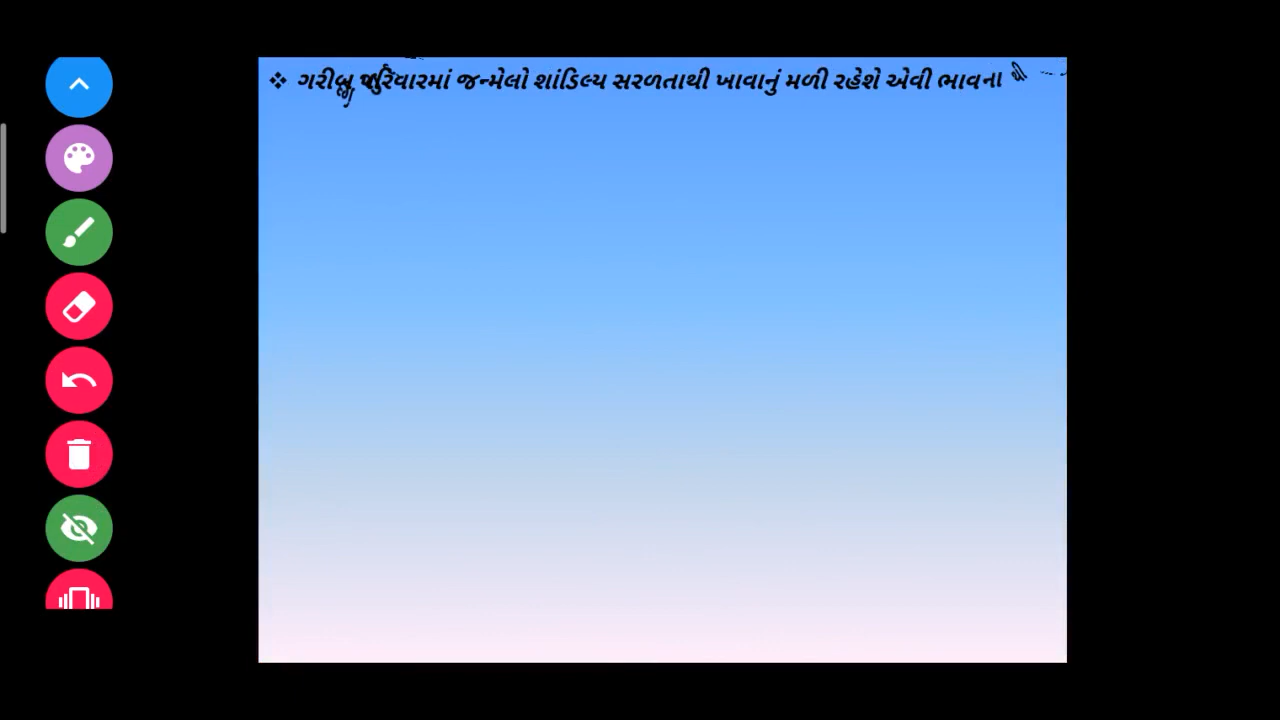 ❖ ગરીબ પરિવારમાં જન્મેલો શાંડિલ્ય સરળતાથી ખાવાનું મળી રહેશે એવી ભાવના